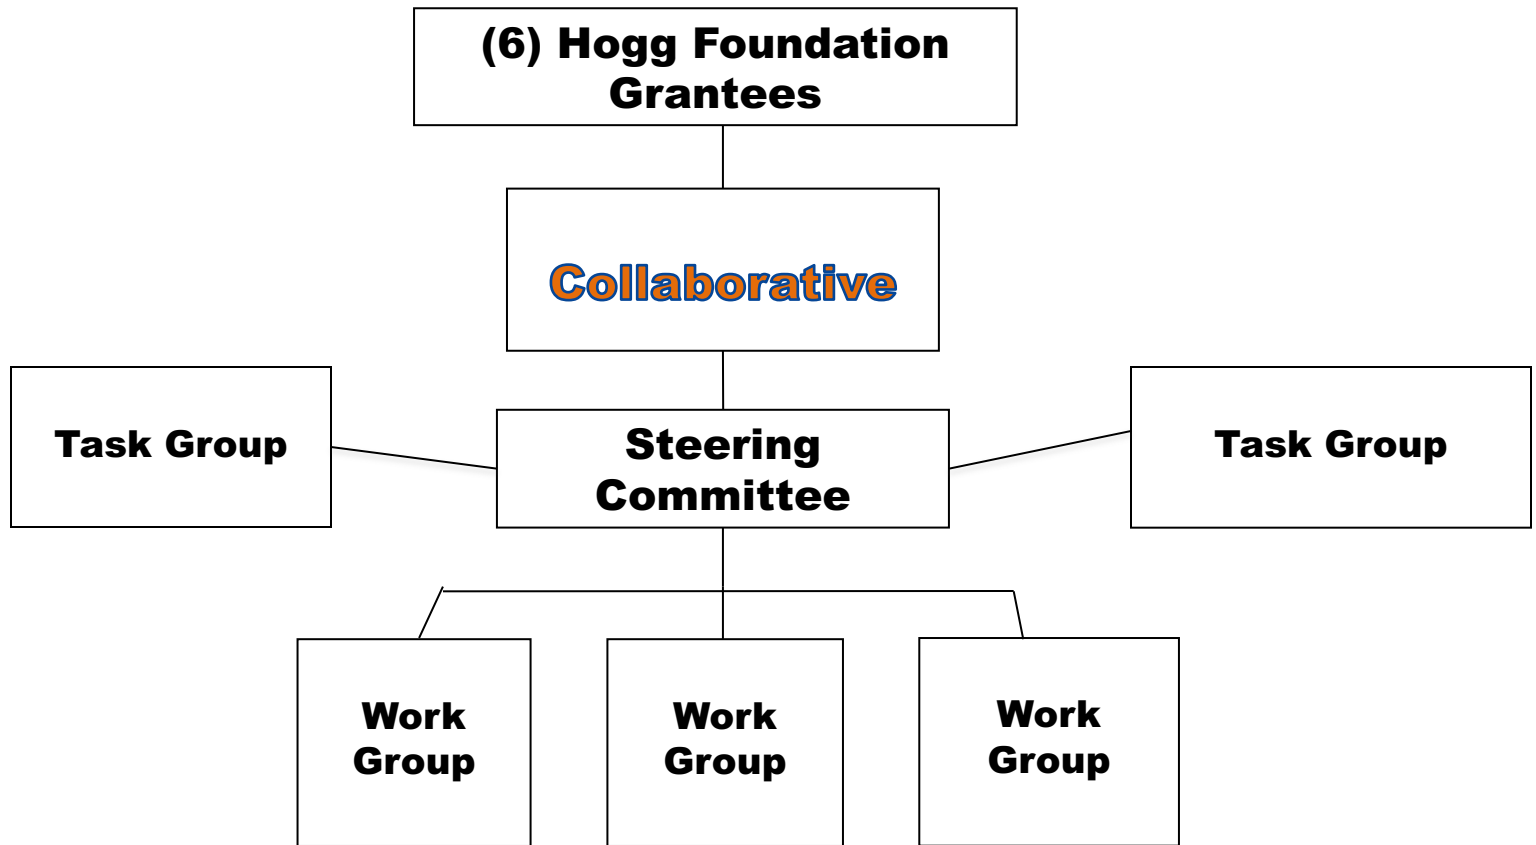 (6) Hogg Foundation
Grantees
Collaborative
Task Group
Steering
Committee
Task Group
Work
Group
Work
Group
Work
Group